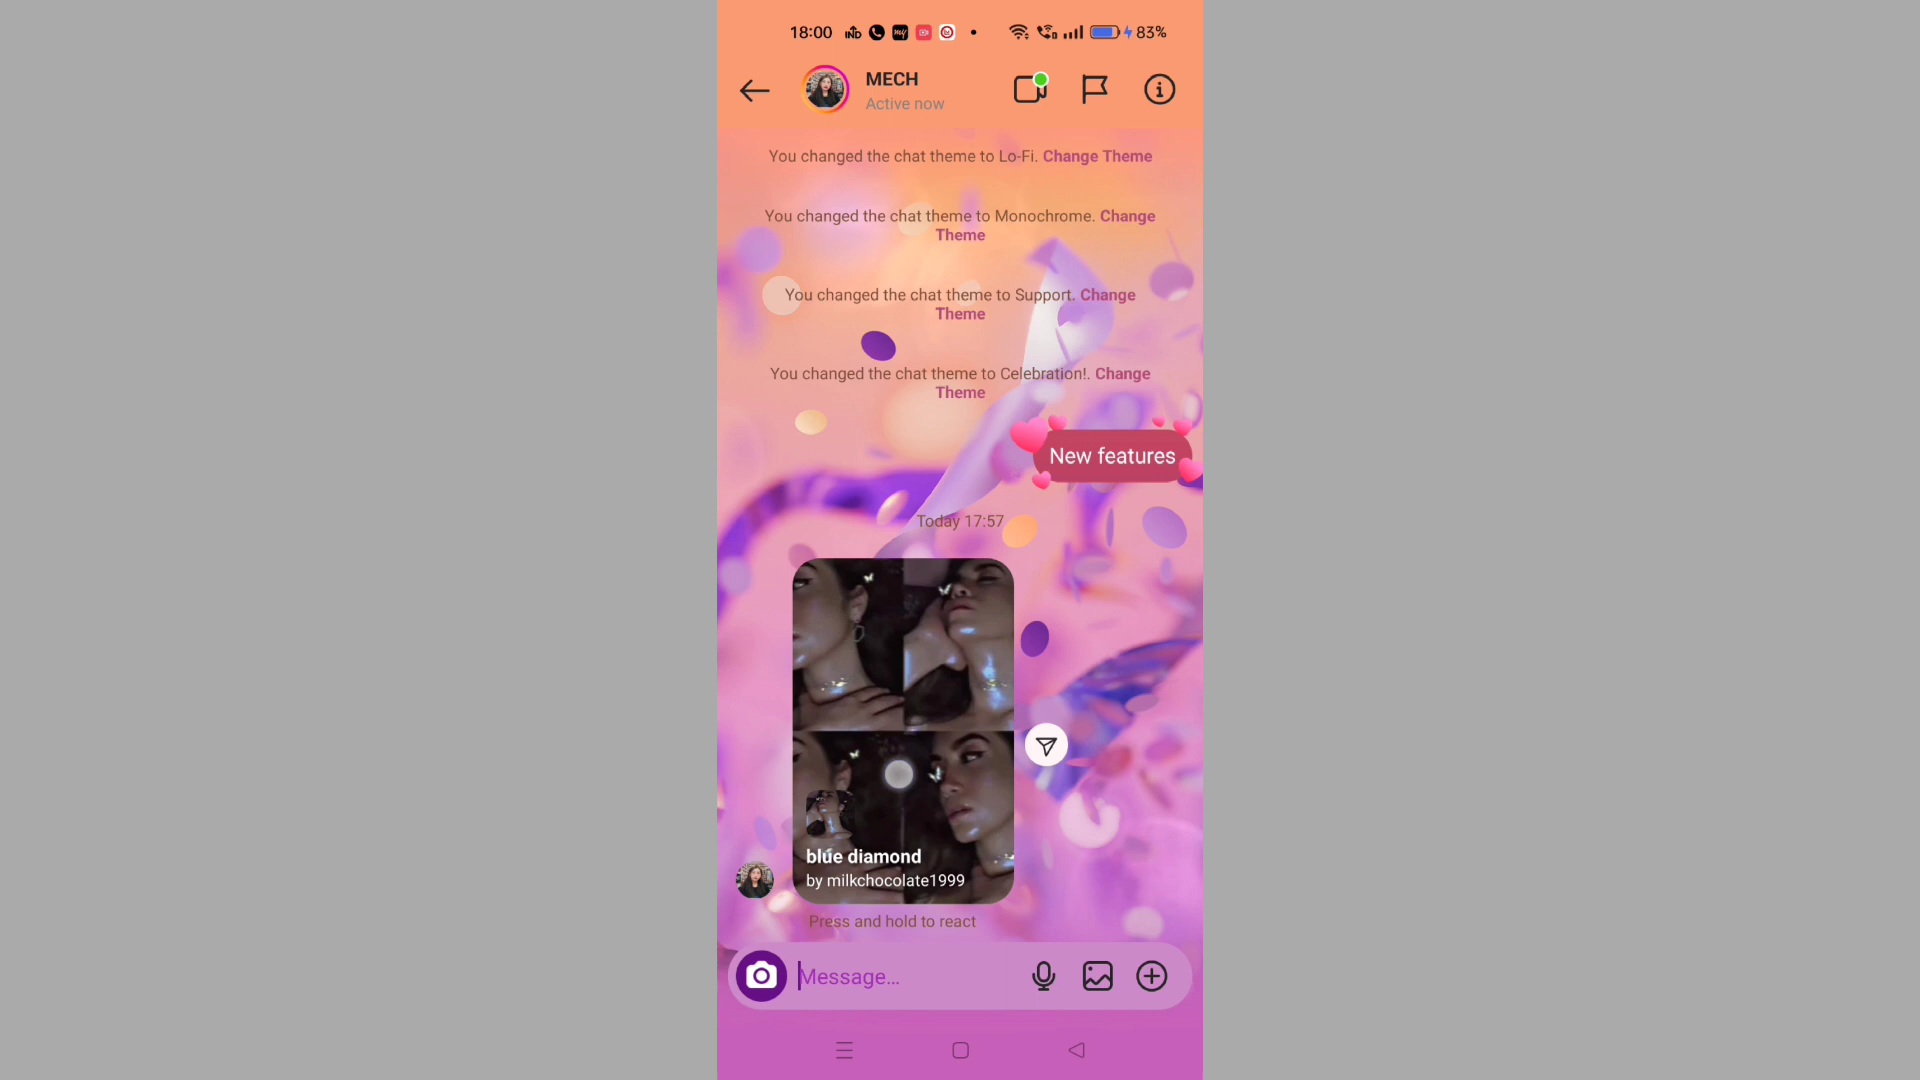 18:00 83%
MECH
Active now
You changed the chat theme to Lo-Fi. Change Theme
You changed the chat theme to Monochrome. Change
Theme
You changed the chat theme to Support. Change
Theme
You changed the chat theme to Celebration!. Change
Theme
New features
Today 17:57
blue diamond
by milkchocolate1999
Press and hold to react
Message...